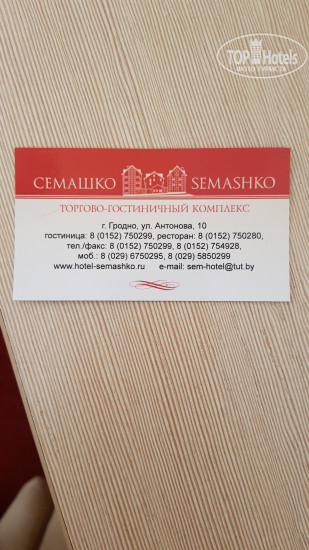 TOP Hotels
СЕМАШКО SEMASHKO
ТОРГОВО-ГОСТИНИЧНЫЙ КОМПЛЕКС
г. Гродно, ул. Антонова, 10
гостиница: 8 (0152) 750299, ресторан: 8 (0152) 750280,
тел./факс: 8 (0152) 750299, 8 (0152) 754928,
моб.: 8 (029) 6750295, 8 (029) 5850299
www.hotel-semashko.ru e-mail: sem-hotel@tut.by